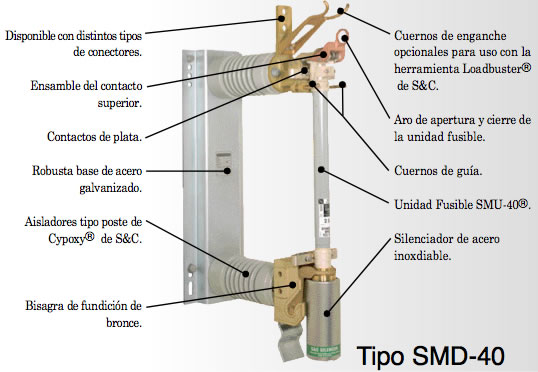 Disponible con distintos tipos
de conectores.
Ensamble del contacto
superior.
Contactos de plata.
Robusta base de acero
galvanizado.
Aisladores tipo poste de
Cypoxy® de S&C.
Bisagra de fundición de
bronce.
Cuernos de enganche
opcionales para uso con la
herramienta Loadbuster®
de S&C.
Aro de apertura y cierre de
la unidad fusible.
Cuernos de guía.
Unidad Fusible SMU-40®.
Silenciador de acero
inoxdiable.
Tipo SMD-40